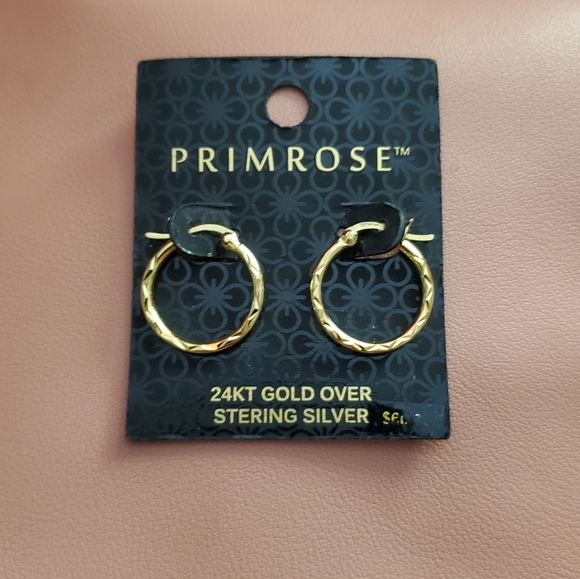 PRIMROSE™
24KT GOLD OVER
STERING SILVER